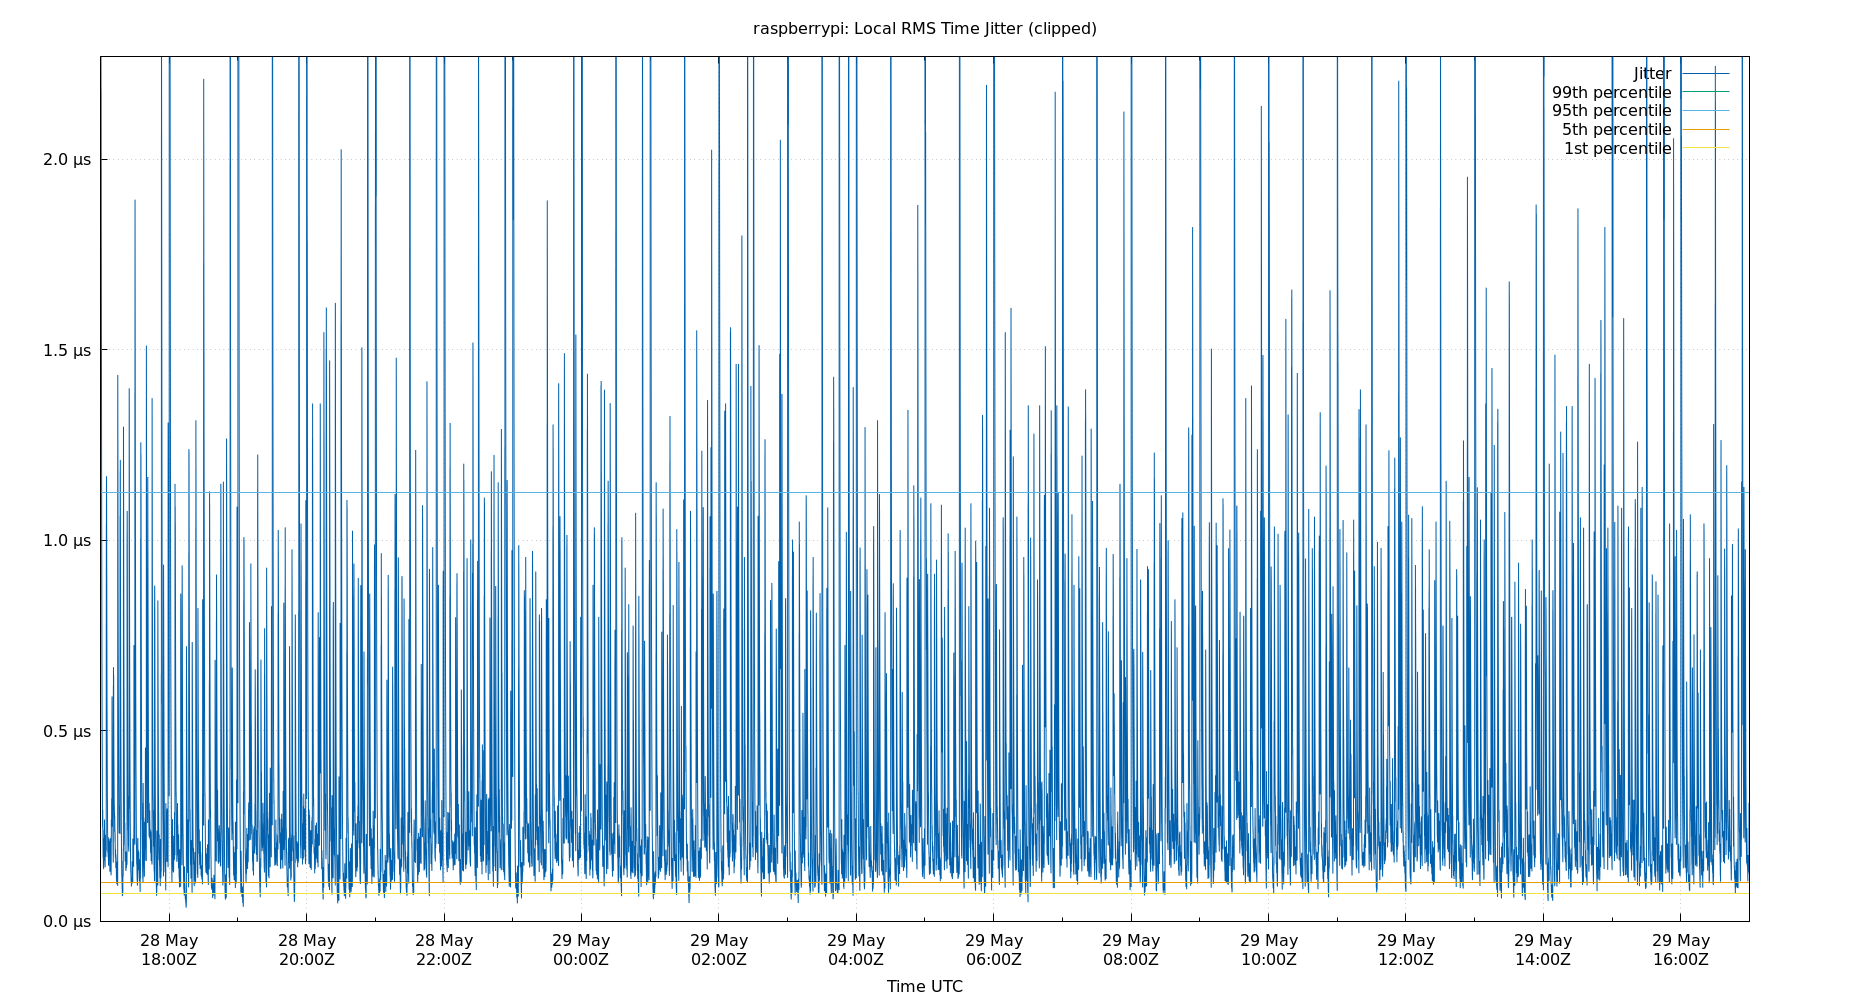 raspberrypi: Local RMS Time Jitter (clipped)
Jitter
99th percentile
95th percentile
5th percentile
1st percentile
2.0 μs
1.5 μs
1.0 μs
0.5 μs
0.0 μs
28 May 28 May 28 May 29 May 29 May 29 May 29 May 29 May 29 May 29 May 29 May 29 May
18:00Z 20:00Z 22:00Z 00:00Z 02:00Z 04:00Z 06:00Z 08:00Z 10:00Z 12:00Z 14:00Z 16:00Z
Time UTC